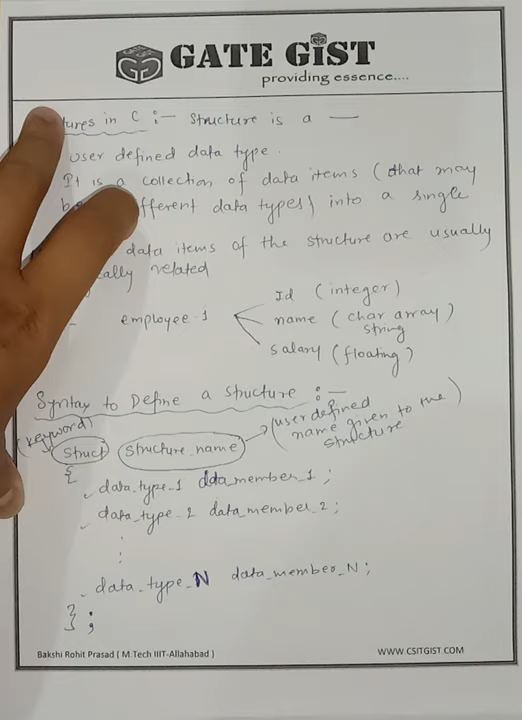 GATE GIST
providing essence....
tures in C :— Structure is a —
User defined data type.
It is a collection of data items (that may
b fferent data types) into a single
data items of the structure are usually
cally related
employee-1
Id (integer)
name (char array)
string
salary (floating)
Syntax to Define a structure :—
(keyword)
struct structure_name (user defined
name given to the)
structure
{
data_type_1 data_member_1;
data_type_2 data_member_2;
:
:
data_type_N data_member_N;
};
Bakshi Rohit Prasad ( M.Tech IIIT-Allahabad )
WWW.CSITGIST.COM